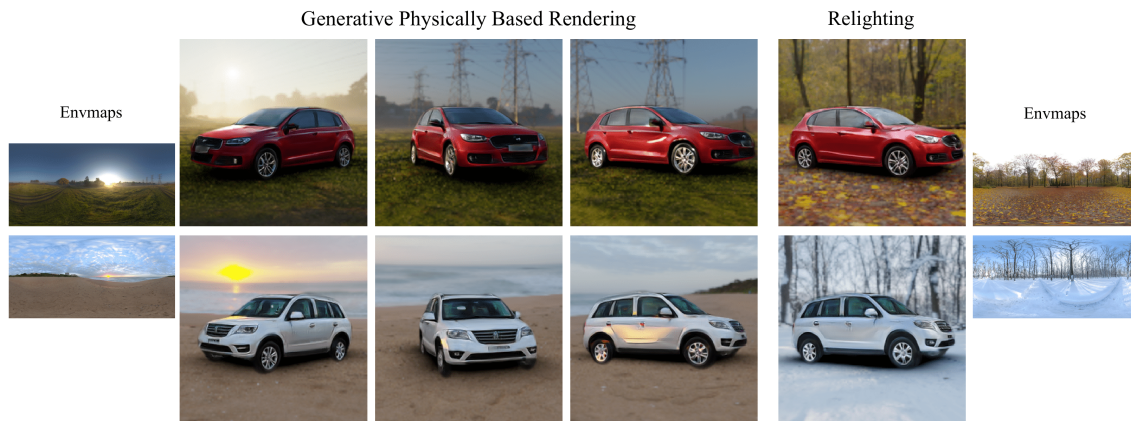 Generative Physically Based Rendering
Relighting
Envmaps
Envmaps